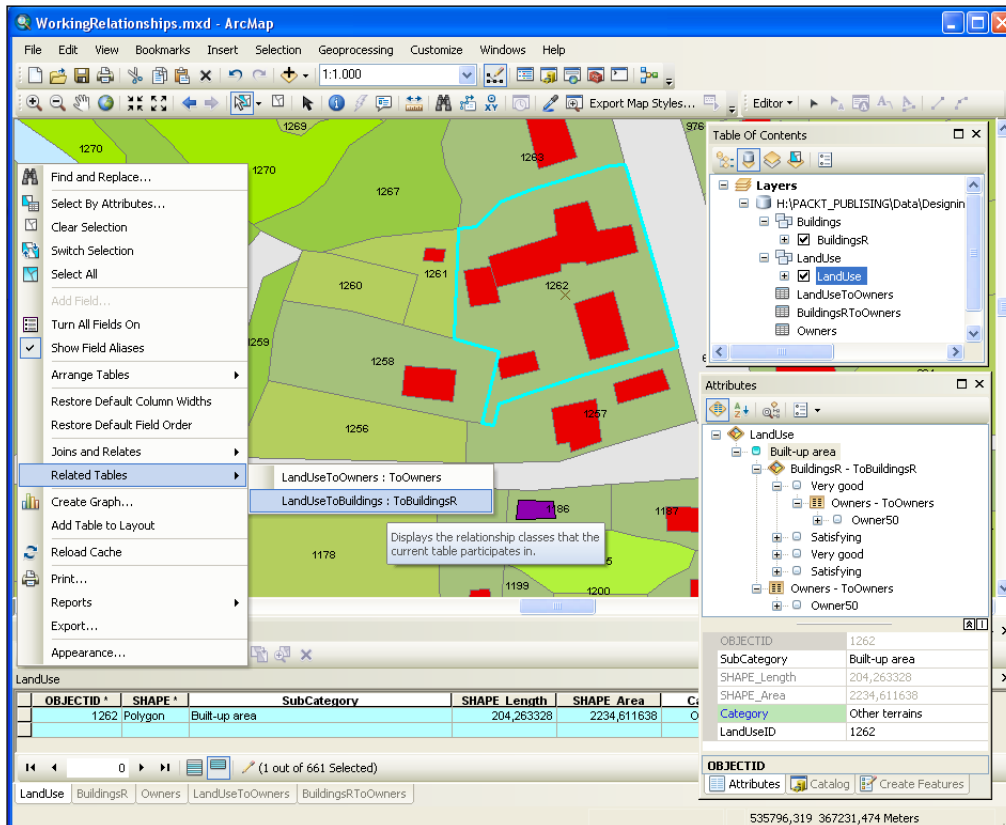 WorkingRelationships.mxd - ArcMap
File Edit View Bookmarks Insert Selection Geoprocessing Customize Windows Help
1:1.000
Export Map Styles... Editor
1269
1270
1270
1263
976
1267
1261
1260
1262
1259
1258
1257
1256
1186
1187
1178
1199
1200
Find and Replace...
Select By Attributes...
Clear Selection
Switch Selection
Select All
Add Field...
Turn All Fields On
Show Field Aliases
Arrange Tables
Restore Default Column Widths
Restore Default Field Order
Joins and Relates
Related Tables
Create Graph...
Add Table to Layout
Reload Cache
Print...
Reports
Export...
Appearance...
LandUseToOwners : ToOwners
LandUseToBuildings : ToBuildingsR
Displays the relationship classes that the
current table participates in.
Table Of Contents
Layers
H:\PACKT_PUBLISING\Data\Designin
Buildings
BuildingsR
LandUse
LandUse
LandUseToOwners
BuildingsRToOwners
Owners
Attributes
LandUse
Built-up area
BuildingsR - ToBuildingsR
Very good
Owners - ToOwners
Owner50
Satisfying
Very good
Satisfying
Owners - ToOwners
Owner50
OBJECTID 1262
SubCategory Built-up area
SHAPE_Length 204,263328
SHAPE_Area 2234,611638
Category Other terrains
LandUseID 1262
OBJECTID
Attributes Catalog Create Features
LandUse
OBJECTID * SHAPE * SubCategory SHAPE_Length SHAPE_Area
1262 Polygon Built-up area 204,263328 2234,611638
0 (1 out of 661 Selected)
LandUse BuildingsR Owners LandUseToOwners BuildingsRToOwners
535796,319 367231,474 Meters